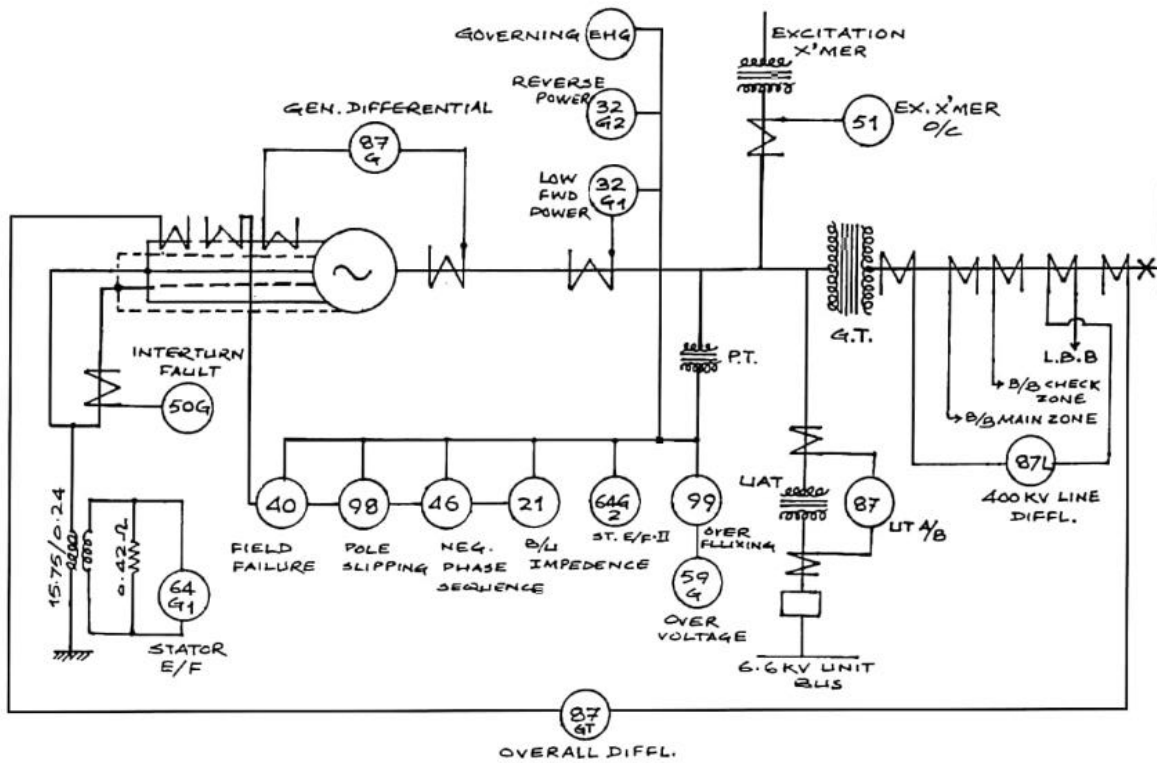 GOVERNING
EHG
EXCITATION
X'MER
REVERSE
POWER
32
G2
GEN. DIFFERENTIAL
87
G
51
EX. X'MER
O/C
LOW
FWD
POWER
32
G1
G.T.
P.T.
INTERTURN
FAULT
50G
L.B.B
B/B CHECK
ZONE
B/B MAIN ZONE
87L
400 KV LINE
DIFFL.
UAT
87
UT A/B
40
98
46
21
64G
2
99
FIELD
FAILURE
POLE
SLIPPING
NEG.
PHASE
SEQUENCE
B/U
IMPEDENCE
ST. E/F-II
OVER
FLUXING
59
G
OVER
VOLTAGE
15.75/0.24
0.42 Ω
64
G1
STATOR
E/F
6.6 KV UNIT
BUS
87
GT
OVERALL DIFFL.